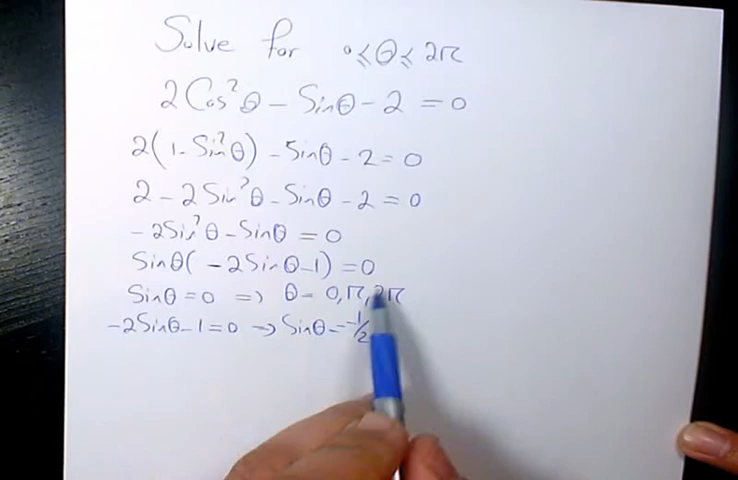 Solve for 0 ≤ θ ≤ 2π
2Cos²θ - Sinθ - 2 = 0
2(1 - Sin²θ) - Sinθ - 2 = 0
2 - 2Sin²θ - Sinθ - 2 = 0
- 2Sin²θ - Sinθ = 0
Sinθ( - 2Sinθ - 1) = 0
Sinθ = 0 => θ = 0, π, 2π
- 2Sinθ - 1 = 0 => Sinθ = -1/2